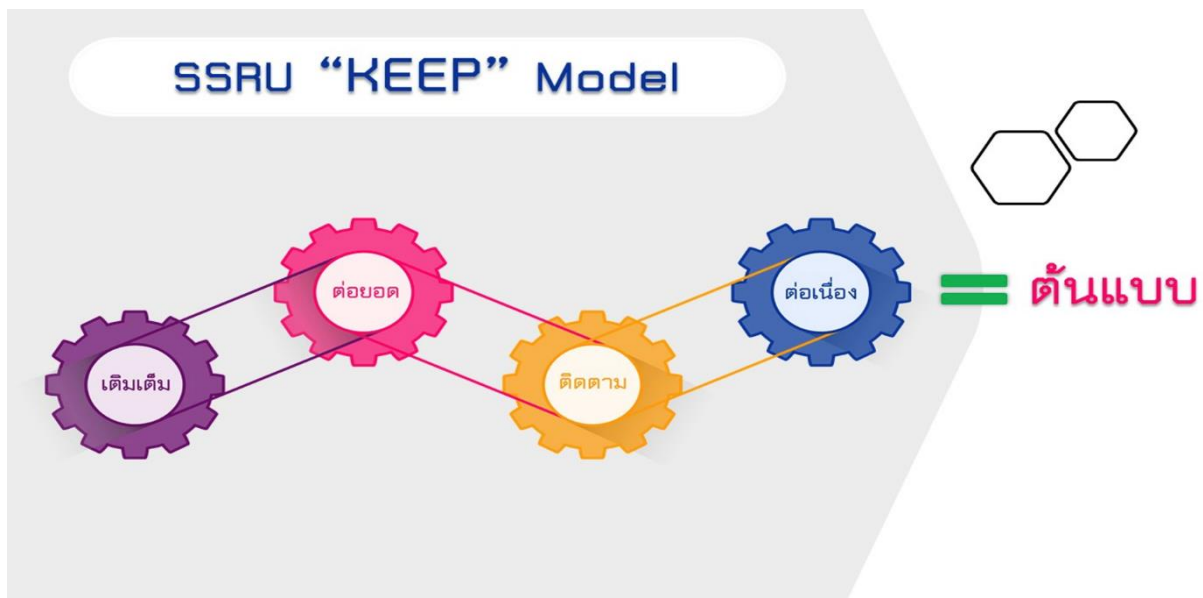 SSRU “KEEP” Model
เติมเต็ม
ต่อยอด
ติดตาม
ต่อเนื่อง
= ต้นแบบ